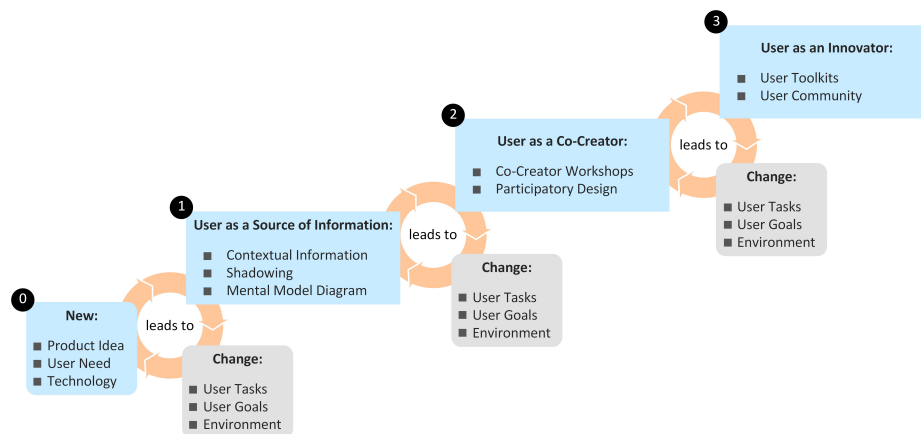 0
New:
Product Idea
User Need
Technology
leads to
Change:
User Tasks
User Goals
Environment
1
User as a Source of Information:
Contextual Information
Shadowing
Mental Model Diagram
leads to
Change:
User Tasks
User Goals
Environment
2
User as a Co-Creator:
Co-Creator Workshops
Participatory Design
leads to
Change:
User Tasks
User Goals
Environment
3
User as an Innovator:
User Toolkits
User Community